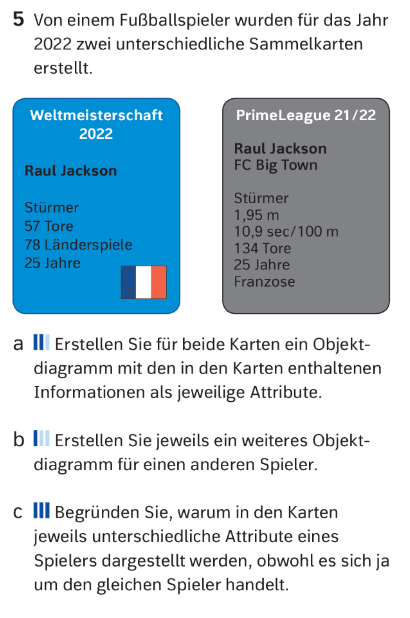 5 Von einem Fußballspieler wurden für das Jahr
2022 zwei unterschiedliche Sammelkarten
erstellt.
Weltmeisterschaft
2022
Raul Jackson
Stürmer
57 Tore
78 Länderspiele
25 Jahre
PrimeLeague 21/22
Raul Jackson
FC Big Town
Stürmer
1,95 m
10,9 sec/100 m
134 Tore
25 Jahre
Franzose
a Erstellen Sie für beide Karten ein Objekt-
diagramm mit den in den Karten enthaltenen
Informationen als jeweilige Attribute.
b Erstellen Sie jeweils ein weiteres Objekt-
diagramm für einen anderen Spieler.
c Begründen Sie, warum in den Karten
jeweils unterschiedliche Attribute eines
Spielers dargestellt werden, obwohl es sich ja
um den gleichen Spieler handelt.